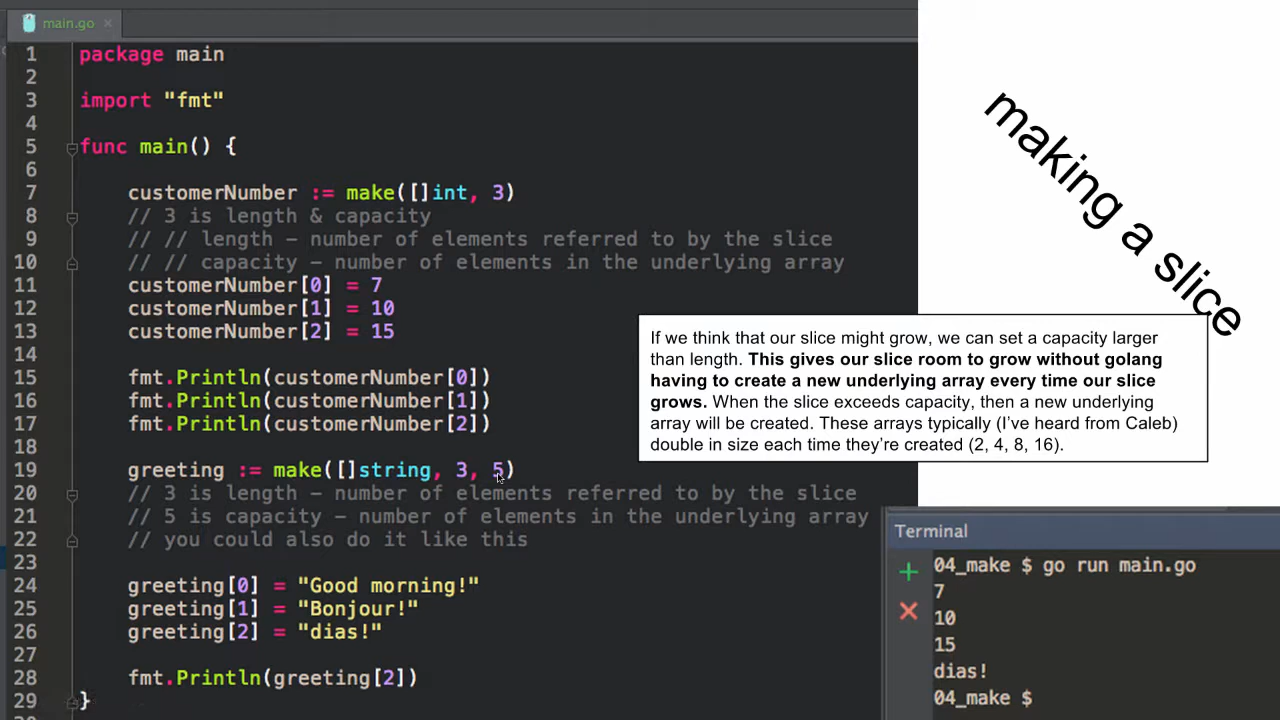 main.go
1 package main
2
3 import "fmt"
4
5 func main() {
6
7 customerNumber := make([]int, 3)
8 // 3 is length & capacity
9 // // length - number of elements referred to by the slice
10 // // capacity - number of elements in the underlying array
11 customerNumber[0] = 7
12 customerNumber[1] = 10
13 customerNumber[2] = 15
14
15 fmt.Println(customerNumber[0])
16 fmt.Println(customerNumber[1])
17 fmt.Println(customerNumber[2])
18
19 greeting := make([]string, 3, 5)
20 // 3 is length - number of elements referred to by the slice
21 // 5 is capacity - number of elements in the underlying array
22 // you could also do it like this
23
24 greeting[0] = "Good morning!"
25 greeting[1] = "Bonjour!"
26 greeting[2] = "dias!"
27
28 fmt.Println(greeting[2])
29 }
making a slice
If we think that our slice might grow, we can set a capacity larger
than length. This gives our slice room to grow without golang
having to create a new underlying array every time our slice
grows. When the slice exceeds capacity, then a new underlying
array will be created. These arrays typically (I've heard from Caleb)
double in size each time they're created (2, 4, 8, 16).
Terminal
04_make $ go run main.go
7
10
15
dias!
04_make $